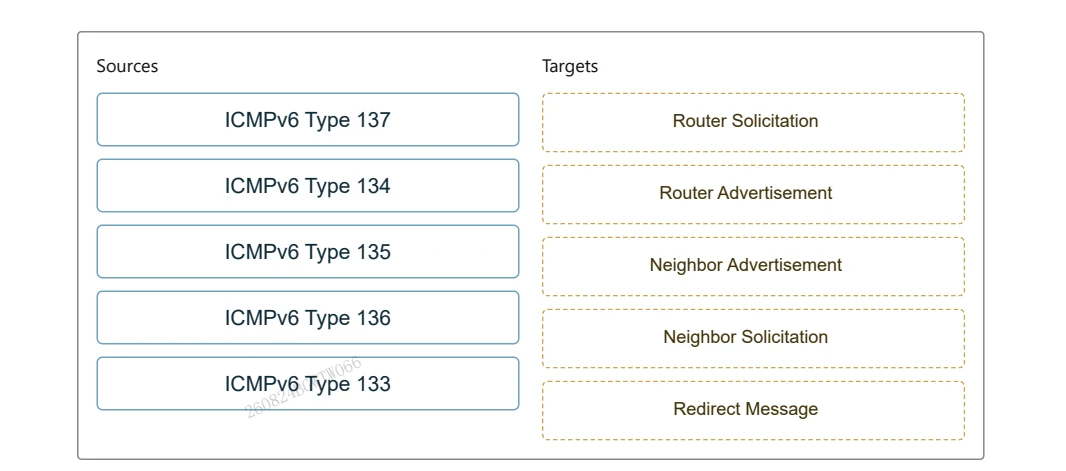 Sources
Targets
ICMPv6 Type 137
Router Solicitation
ICMPv6 Type 134
Router Advertisement
ICMPv6 Type 135
Neighbor Advertisement
ICMPv6 Type 136
Neighbor Solicitation
ICMPv6 Type 133
Redirect Message